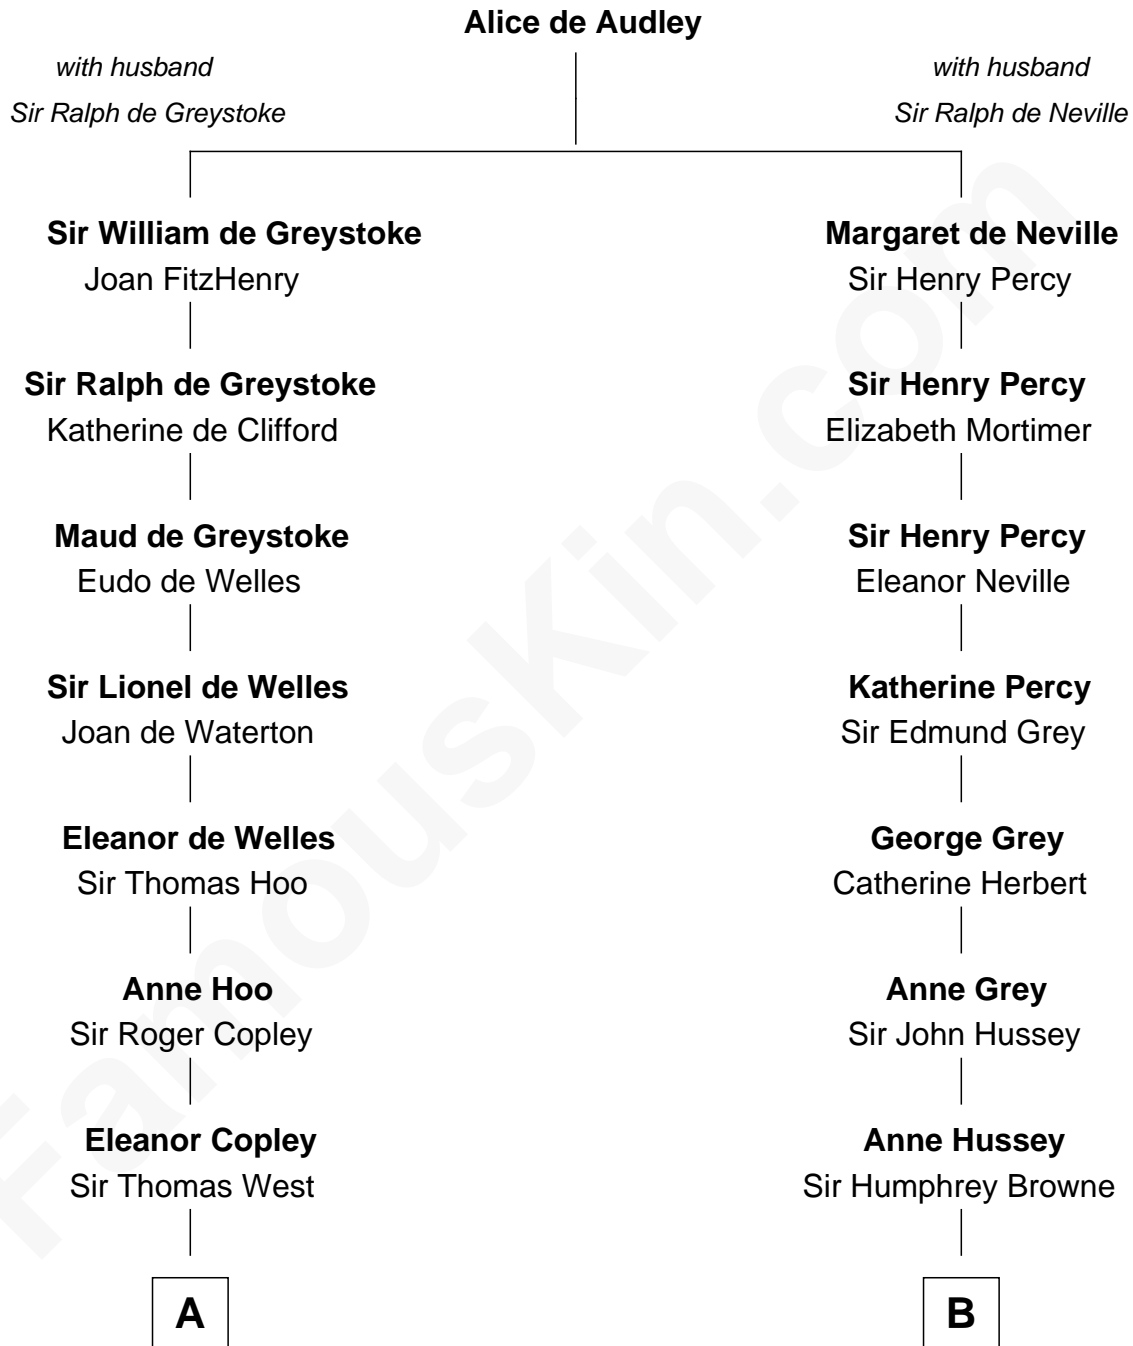 Alice de Audley
with husband
Sir Ralph de Greystoke
with husband
Sir Ralph de Neville
Sir William de Greystoke
Joan FitzHenry
Margaret de Neville
Sir Henry Percy
Sir Ralph de Greystoke
Katherine de Clifford
Sir Henry Percy
Elizabeth Mortimer
Maud de Greystoke
Eudo de Welles
Sir Henry Percy
Eleanor Neville
Sir Lionel de Welles
Joan de Waterton
Katherine Percy
Sir Edmund Grey
Eleanor de Welles
Sir Thomas Hoo
George Grey
Catherine Herbert
Anne Hoo
Sir Roger Copley
Anne Grey
Sir John Hussey
Eleanor Copley
Sir Thomas West
Anne Hussey
Sir Humphrey Browne
A
B
FamousKin.com